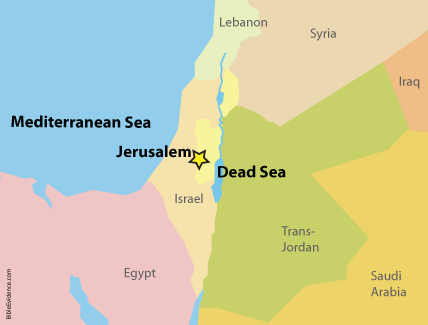 Lebanon
Syria
Iraq
Mediterranean Sea
Jerusalem
Dead Sea
Israel
Trans-
Jordan
Egypt
Saudi
Arabia
BibleEvidence.com